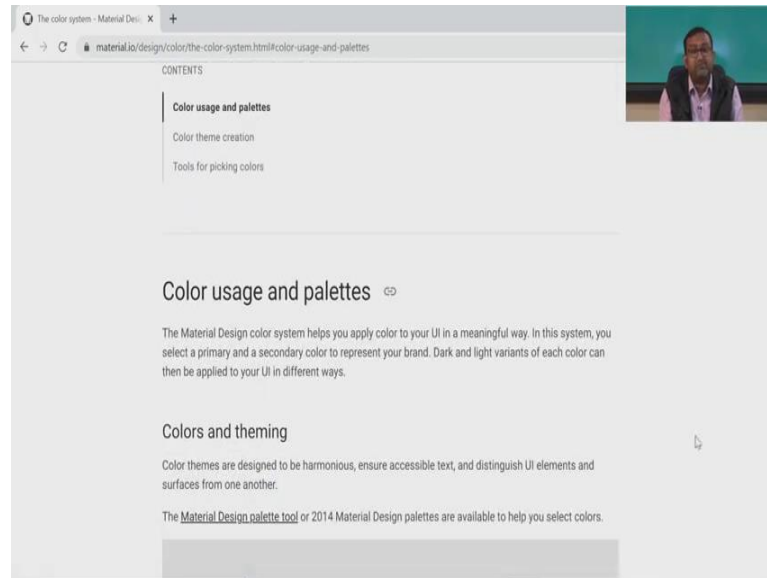 The color system - Material Desi
material.io/design/color/the-color-system.html#color-usage-and-palettes
CONTENTS
Color usage and palettes
Color theme creation
Tools for picking colors
Color usage and palettes
The Material Design color system helps you apply color to your UI in a meaningful way. In this system, you
select a primary and a secondary color to represent your brand. Dark and light variants of each color can
then be applied to your UI in different ways.
Colors and theming
Color themes are designed to be harmonious, ensure accessible text, and distinguish UI elements and
surfaces from one another.
The Material Design palette tool or 2014 Material Design palettes are available to help you select colors.